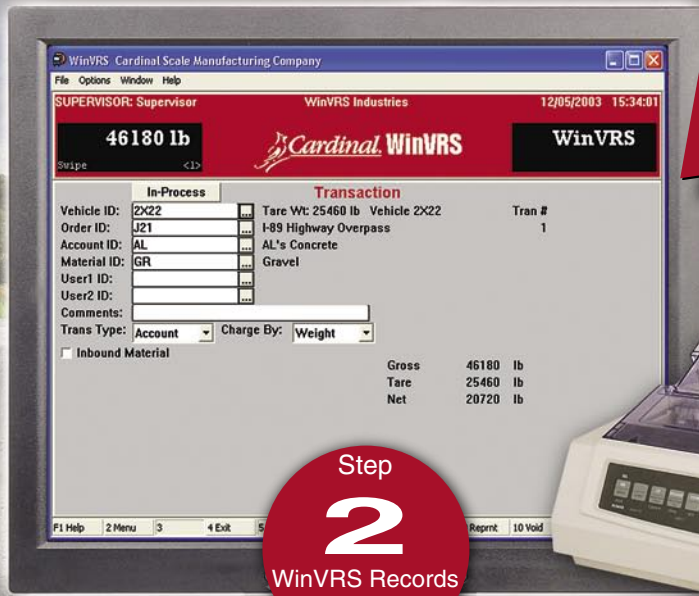 WinVRS Cardinal Scale Manufacturing Company
File Options Window Help
SUPERVISOR: Supervisor WinVRS Industries 12/05/2003 15:34:01
46180 lb Cardinal WinVRS WinVRS
Swipe <1>
In-Process Transaction
Vehicle ID: 2X22 ... Tare Wt: 25460 lb Vehicle 2X22 Tran #
Order ID: J21 ... I-89 Highway Overpass 1
Account ID: AL ... AL's Concrete
Material ID: GR ... Gravel
User1 ID: ...
User2 ID: ...
Comments:
Trans Type: Account Charge By: Weight
Inbound Material
Gross 46180 lb
Tare 25460 lb
Net 20720 lb
F1 Help 2 Menu 3 4 Exit 5 Reprnt 10 Void
Step
2
WinVRS Records